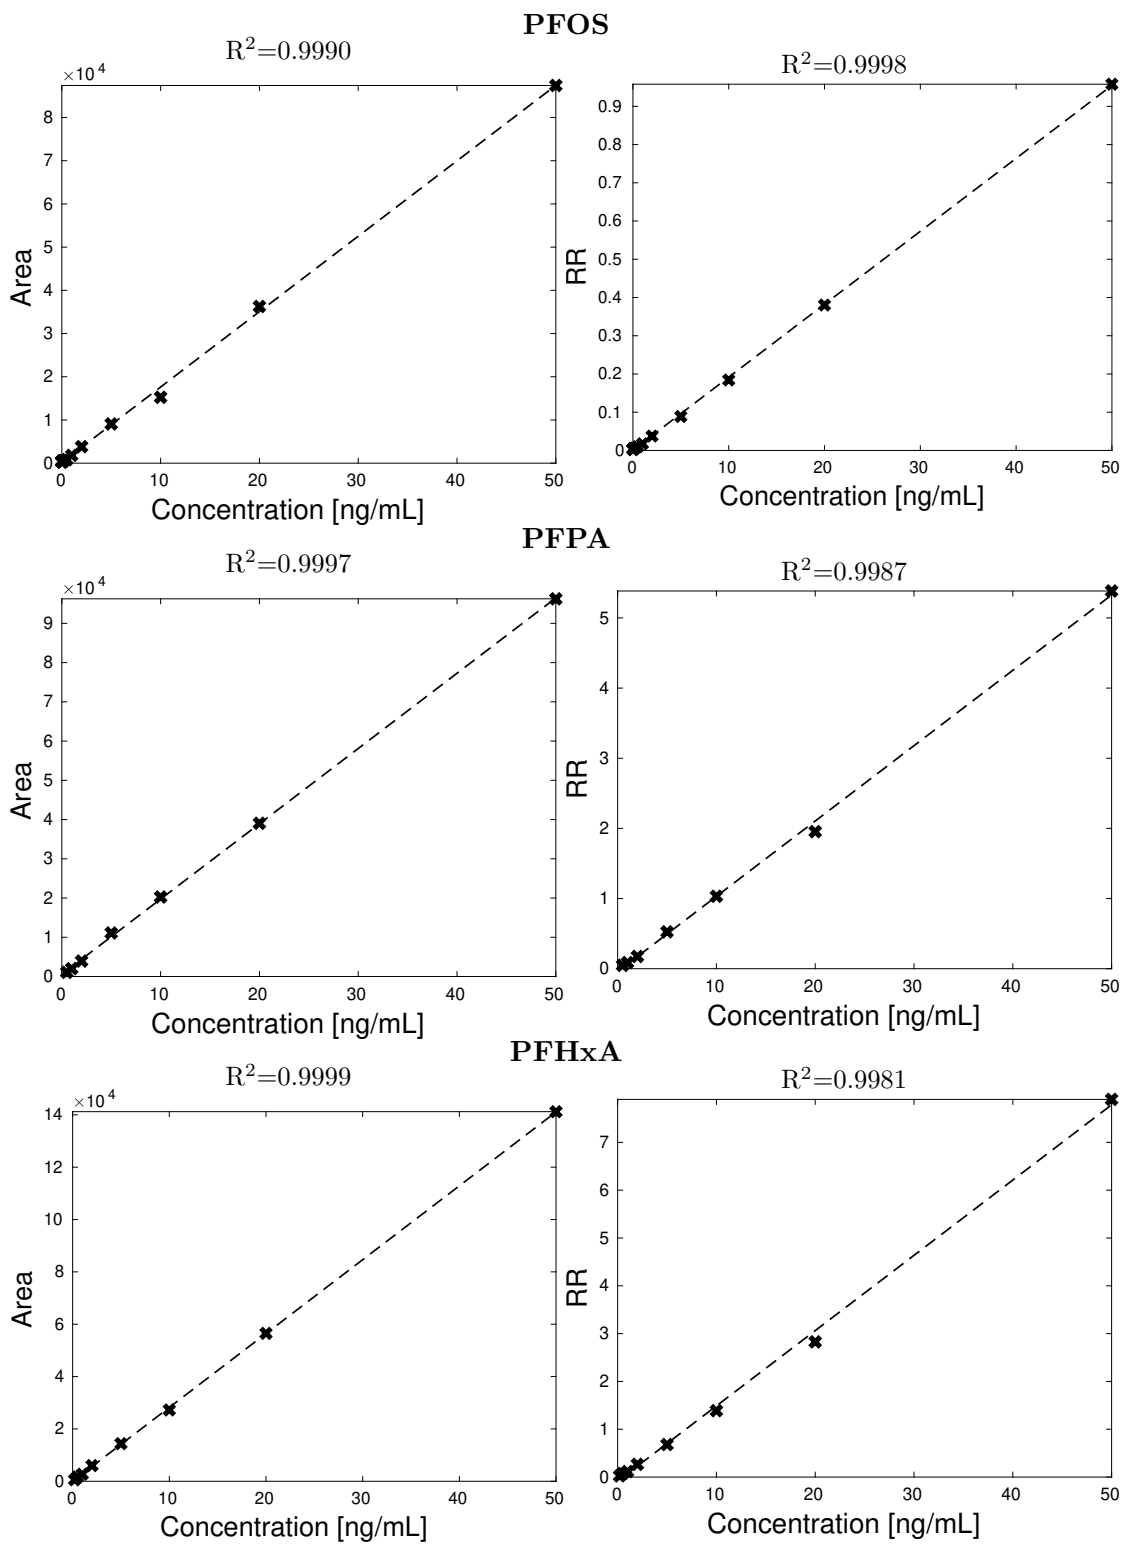 PFOS
R²=0.9990
×10 4
8
7
6
5
4
3
2
1
0
Area
0 10 20 30 40 50
Concentration [ng/mL]
R²=0.9998
0.9
0.8
0.7
0.6
0.5
0.4
0.3
0.2
0.1
0
RR
0 10 20 30 40 50
Concentration [ng/mL]
PFPA
R²=0.9997
×10 4
9
8
7
6
5
4
3
2
1
0
Area
0 10 20 30 40 50
Concentration [ng/mL]
R²=0.9987
5
4
3
2
1
0
RR
0 10 20 30 40 50
Concentration [ng/mL]
PFHxA
R²=0.9999
×10 4
14
12
10
8
6
4
2
0
Area
0 10 20 30 40 50
Concentration [ng/mL]
R²=0.9981
7
6
5
4
3
2
1
0
RR
0 10 20 30 40 50
Concentration [ng/mL]